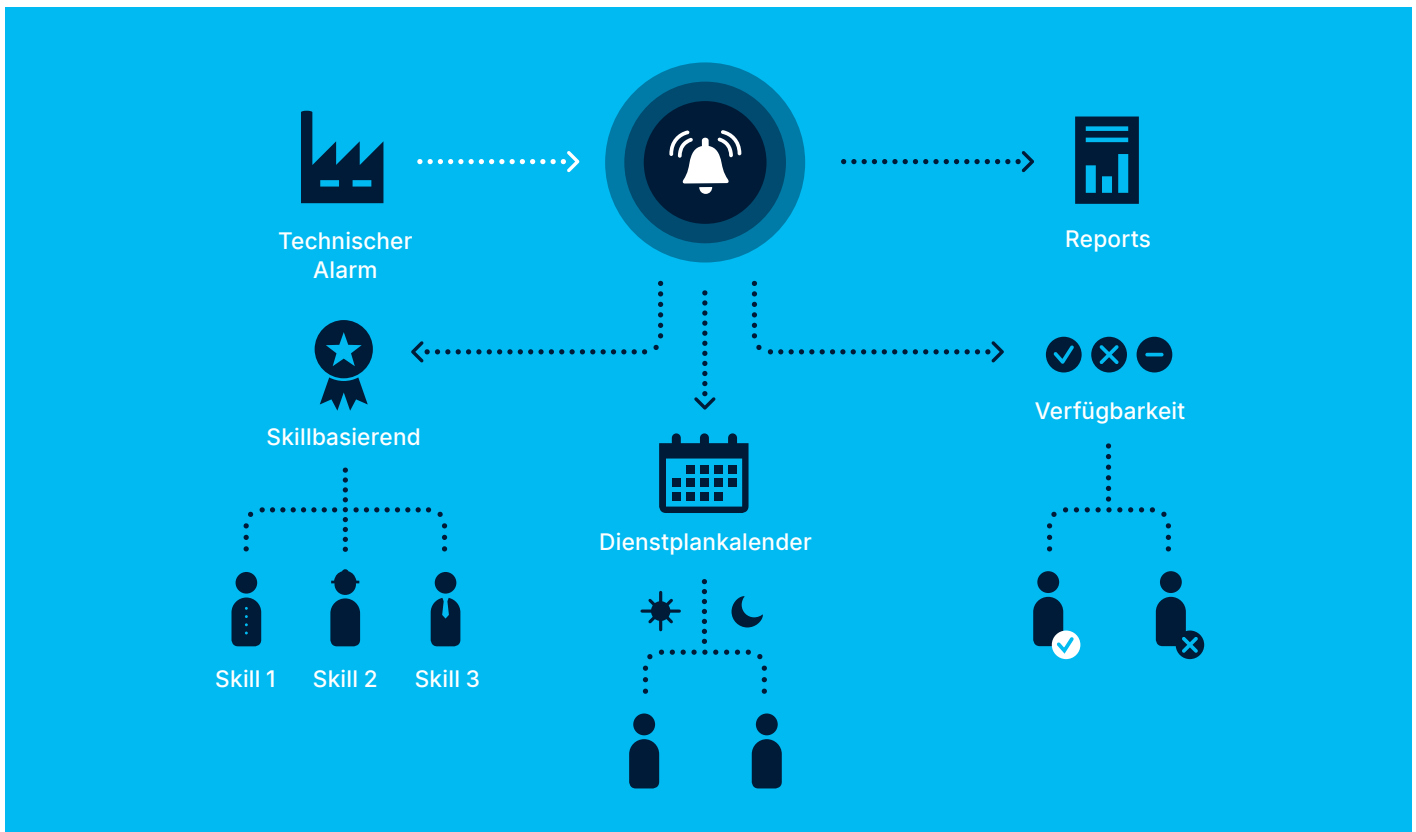 Technischer
Alarm
Reports
Skillbasierend
Verfügbarkeit
Dienstplankalender
Skill 1
Skill 2
Skill 3